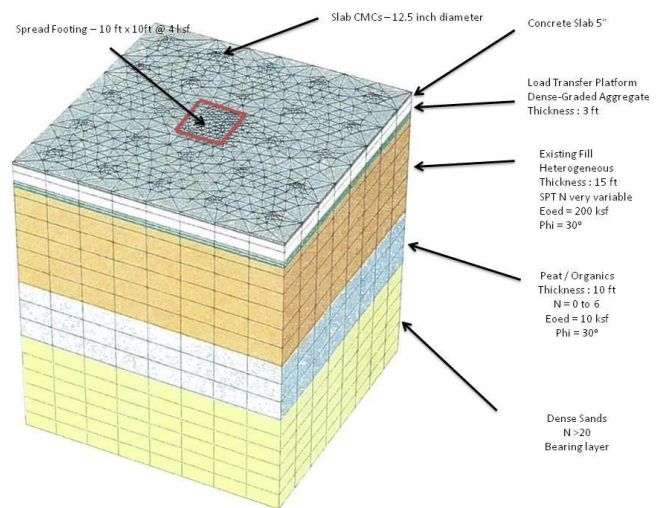 Slab CMCs – 12.5 inch diameter
Spread Footing – 10 ft x 10ft @ 4 ksf
Concrete Slab 5”
Load Transfer Platform
Dense-Graded Aggregate
Thickness : 3 ft
Existing Fill
Heterogeneous
Thickness : 15 ft
SPT N very variable
Eoed = 200 ksf
Phi = 30°
Peat / Organics
Thickness : 10 ft
N = 0 to 6
Eoed = 10 ksf
Phi = 30°
Dense Sands
N >20
Bearing layer